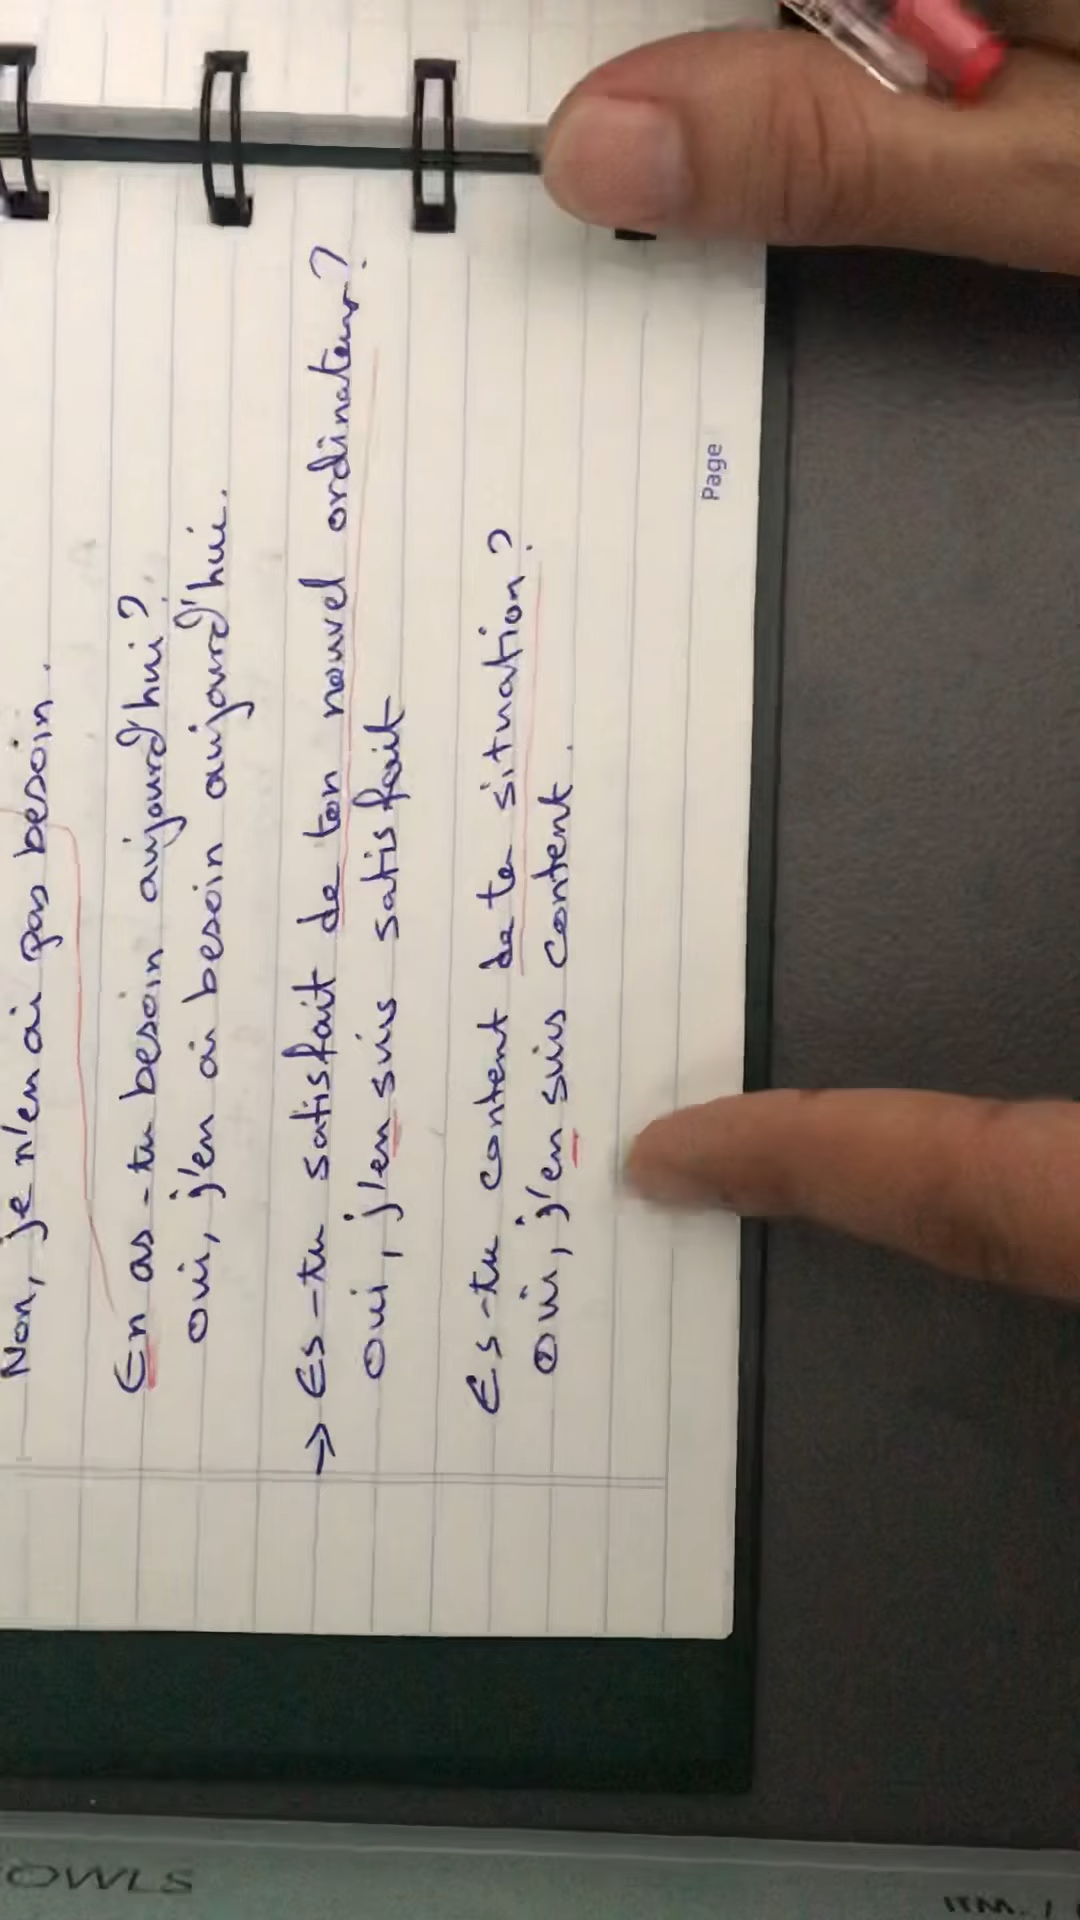 Non, je n'en ai pas besoin.
En as-tu besoin aujourd'hui?
oui, j'en ai besoin aujourd'hui.
→ Es-tu satisfait de ton nouvel ordinateur?
oui, j'en suis satisfait
Es-tu content de ta situation?
Oui, j'en suis content.
Page
OWLS
ITM.